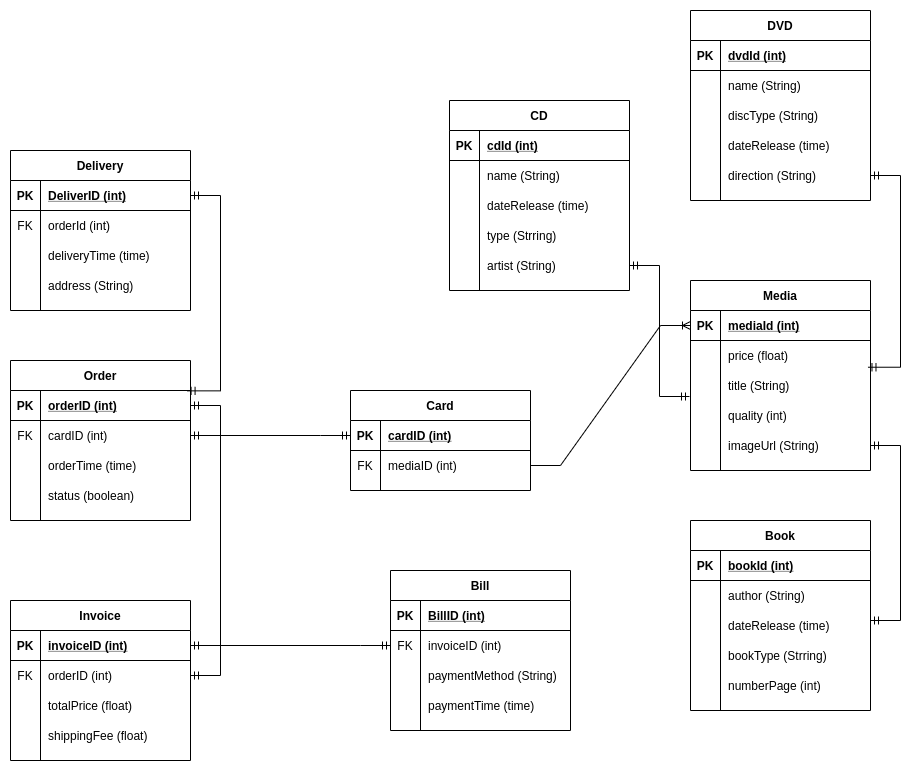 DVD
PK dvdId (int)
name (String)
discType (String)
dateRelease (time)
direction (String)
CD
PK cdId (int)
name (String)
dateRelease (time)
type (Strring)
artist (String)
Delivery
PK DeliverID (int)
FK orderId (int)
deliveryTime (time)
address (String)
Media
PK mediaId (int)
price (float)
title (String)
quality (int)
imageUrl (String)
Order
PK orderID (int)
FK cardID (int)
orderTime (time)
status (boolean)
Card
PK cardID (int)
FK mediaID (int)
Book
PK bookId (int)
author (String)
dateRelease (time)
bookType (Strring)
numberPage (int)
Invoice
PK invoiceID (int)
FK orderID (int)
totalPrice (float)
shippingFee (float)
Bill
PK BillID (int)
FK invoiceID (int)
paymentMethod (String)
paymentTime (time)